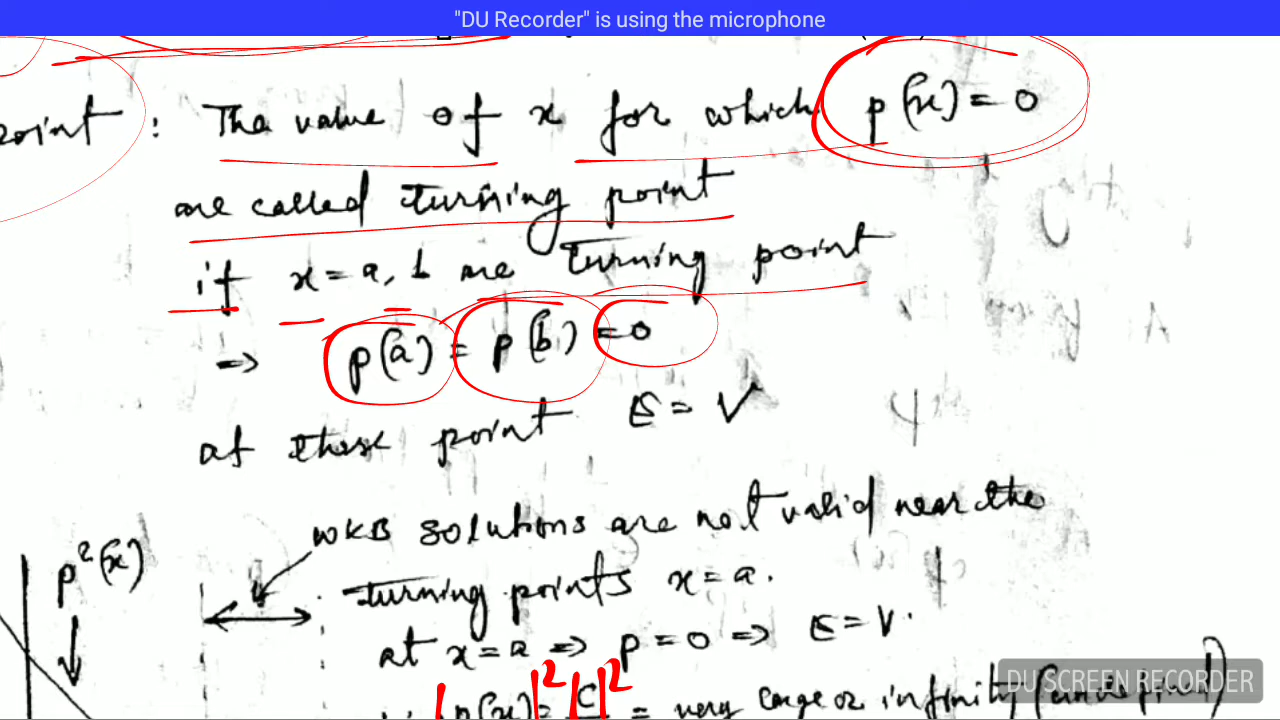 "DU Recorder" is using the microphone
point : The value of x for which p(x) = 0
are called turning point
if x = a, b are turning point
⇒ p(a) = p(b) = 0
at these point E = V
WKB solutions are not valid near the
p²(x)
turning points x = a.
at x = a ⇒ p = 0 ⇒ E = V.
= very large or infinity
DU SCREEN RECORDER